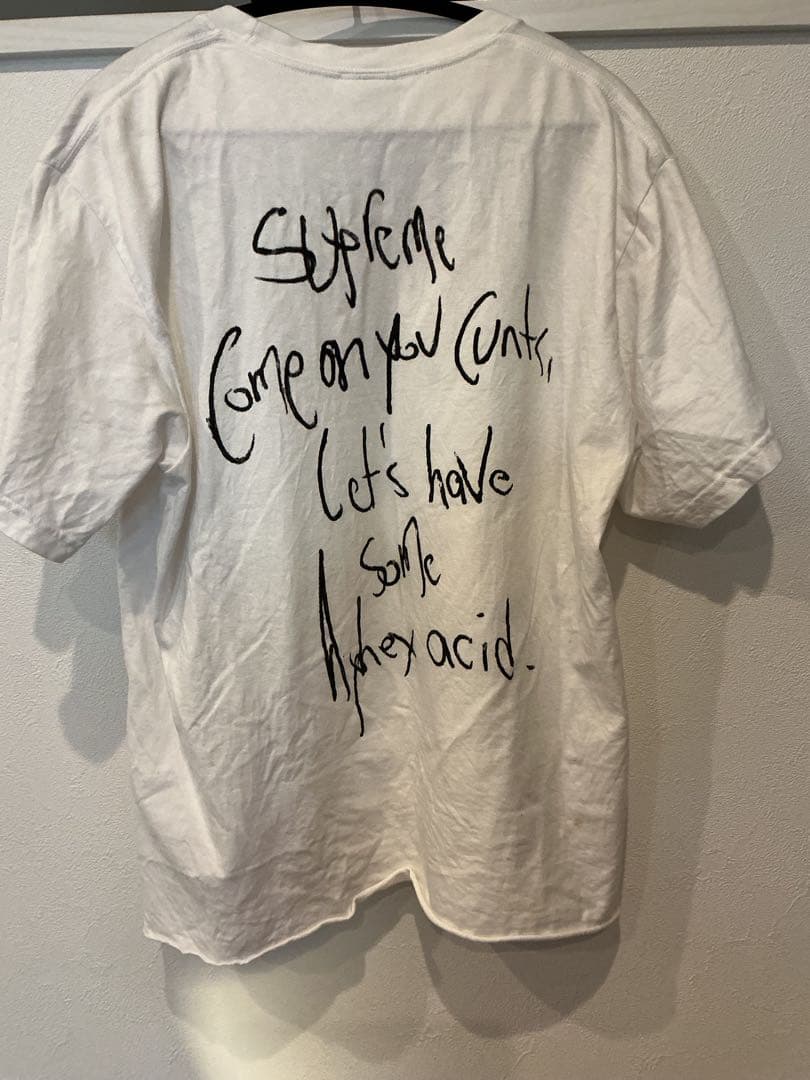 Supreme
Come on you Cunts,
let's have
some
Aphex acid.